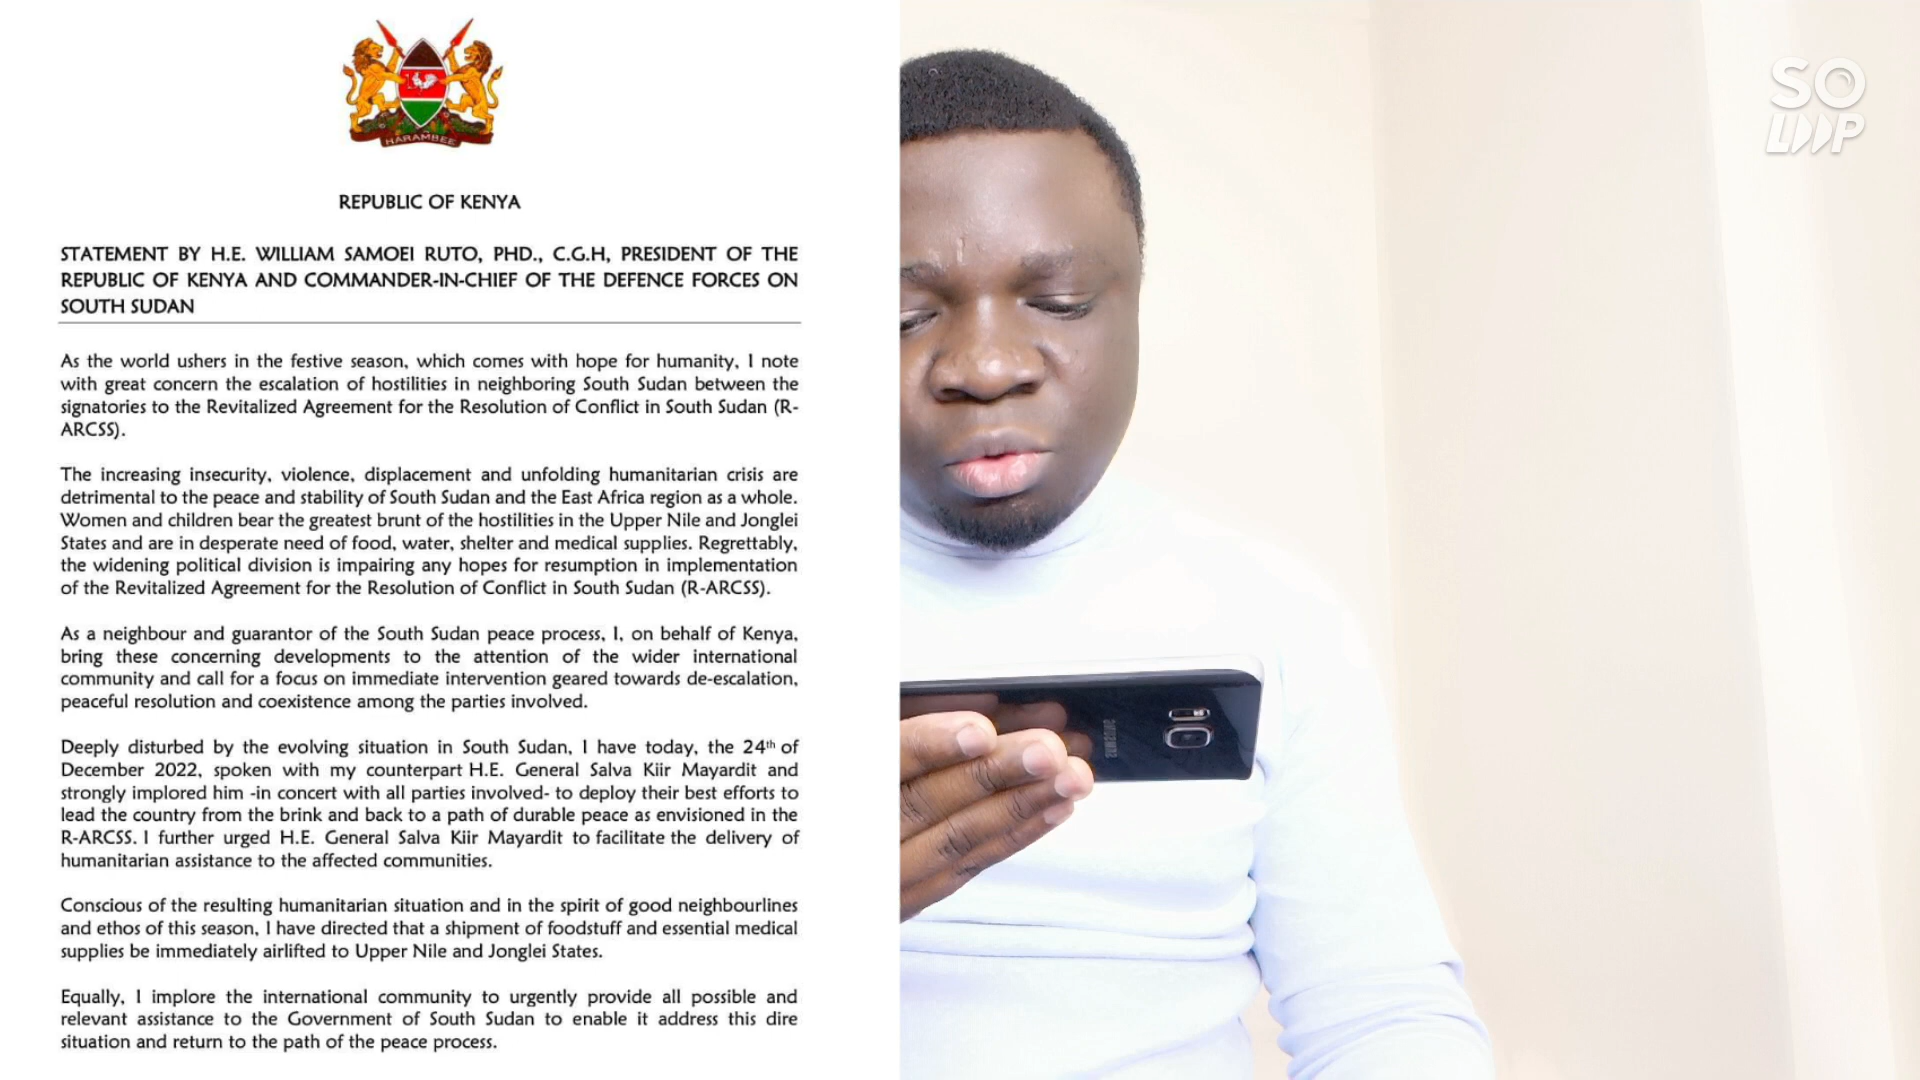 HARAMBEE
REPUBLIC OF KENYA
STATEMENT BY H.E. WILLIAM SAMOEI RUTO, PHD., C.G.H, PRESIDENT OF THE
REPUBLIC OF KENYA AND COMMANDER-IN-CHIEF OF THE DEFENCE FORCES ON
SOUTH SUDAN
As the world ushers in the festive season, which comes with hope for humanity, I note
with great concern the escalation of hostilities in neighboring South Sudan between the
signatories to the Revitalized Agreement for the Resolution of Conflict in South Sudan (R-
ARCSS).
The increasing insecurity, violence, displacement and unfolding humanitarian crisis are
detrimental to the peace and stability of South Sudan and the East Africa region as a whole.
Women and children bear the greatest brunt of the hostilities in the Upper Nile and Jonglei
States and are in desperate need of food, water, shelter and medical supplies. Regrettably,
the widening political division is impairing any hopes for resumption in implementation
of the Revitalized Agreement for the Resolution of Conflict in South Sudan (R-ARCSS).
As a neighbour and guarantor of the South Sudan peace process, I, on behalf of Kenya,
bring these concerning developments to the attention of the wider international
community and call for a focus on immediate intervention geared towards de-escalation,
peaceful resolution and coexistence among the parties involved.
Deeply disturbed by the evolving situation in South Sudan, I have today, the 24th of
December 2022, spoken with my counterpart H.E. General Salva Kiir Mayardit and
strongly implored him -in concert with all parties involved- to deploy their best efforts to
lead the country from the brink and back to a path of durable peace as envisioned in the
R-ARCSS. I further urged H.E. General Salva Kiir Mayardit to facilitate the delivery of
humanitarian assistance to the affected communities.
Conscious of the resulting humanitarian situation and in the spirit of good neighbourlines
and ethos of this season, I have directed that a shipment of foodstuff and essential medical
supplies be immediately airlifted to Upper Nile and Jonglei States.
Equally, I implore the international community to urgently provide all possible and
relevant assistance to the Government of South Sudan to enable it address this dire
situation and return to the path of the peace process.
SO
LOOP
SAMSUNG